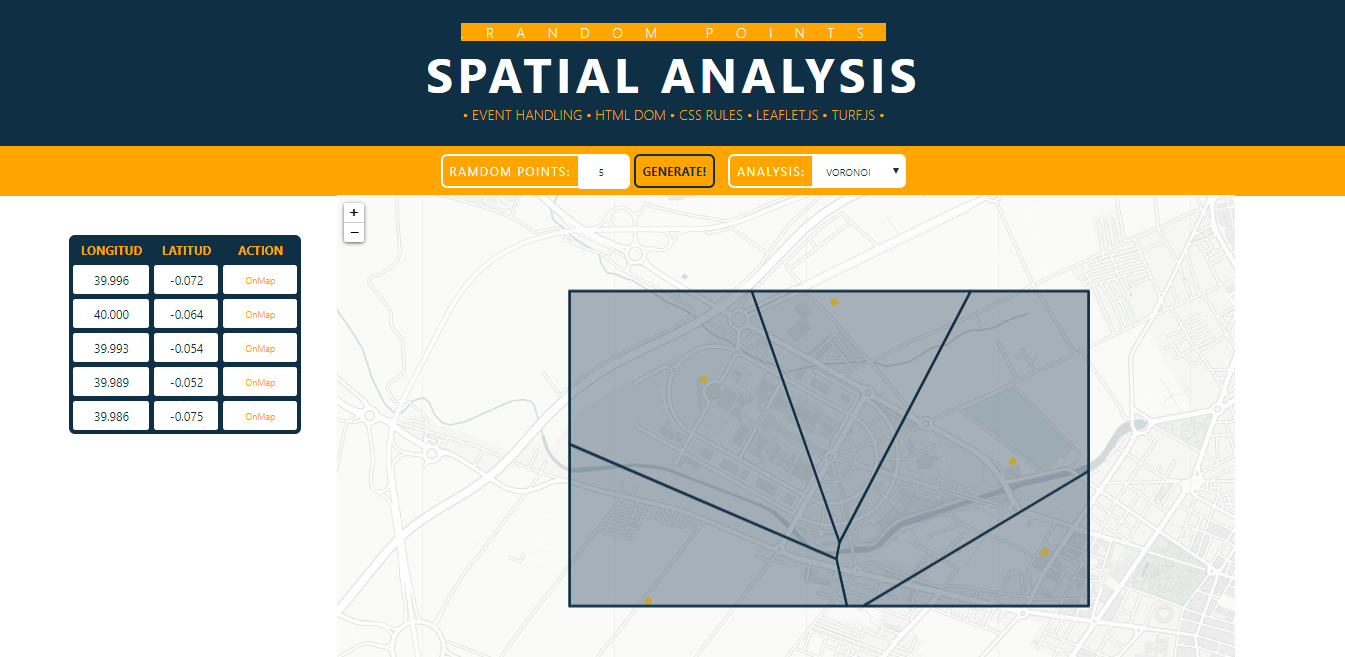 . RANDOM POINTS
SPATIAL ANALYSIS
• EVENT HANDLING • HTML DOM • CSS RULES • LEAFLET.JS • TURF.JS •
RAMDOM POINTS: 5 GENERATE! ANALYSIS: VORONOI
+
−
LONGITUD LATITUD ACTION
39.996 -0.072 OnMap
40.000 -0.064 OnMap
39.993 -0.054 OnMap
39.989 -0.052 OnMap
39.986 -0.075 OnMap